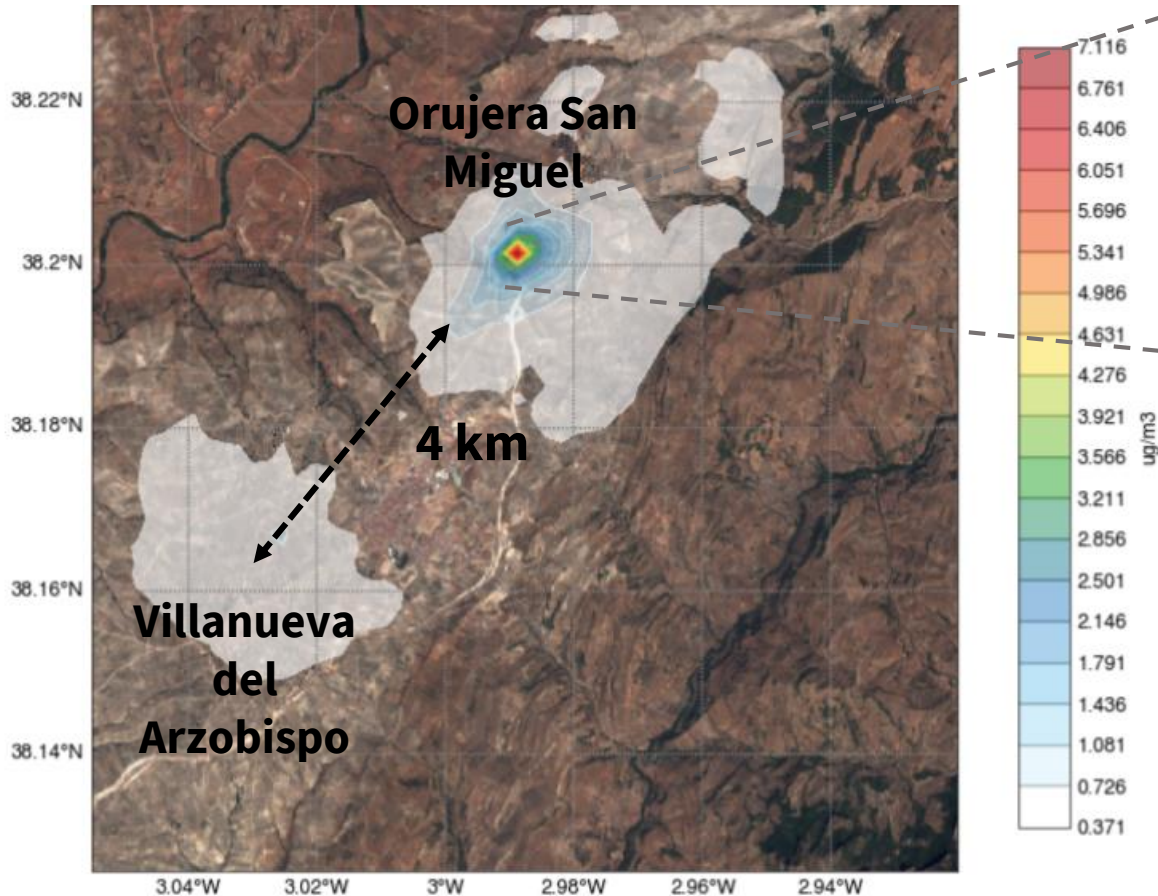 Orujera San
Miguel
4 km
Villanueva
del
Arzobispo
38.22°N
38.2°N
38.18°N
38.16°N
38.14°N
3.04°W
3.02°W
3°W
2.98°W
2.96°W
2.94°W
7.116
6.761
6.406
6.051
5.696
5.341
4.986
4.631
4.276
3.921
3.566
3.211
2.856
2.501
2.146
1.791
1.436
1.081
0.726
0.371
ug/m3